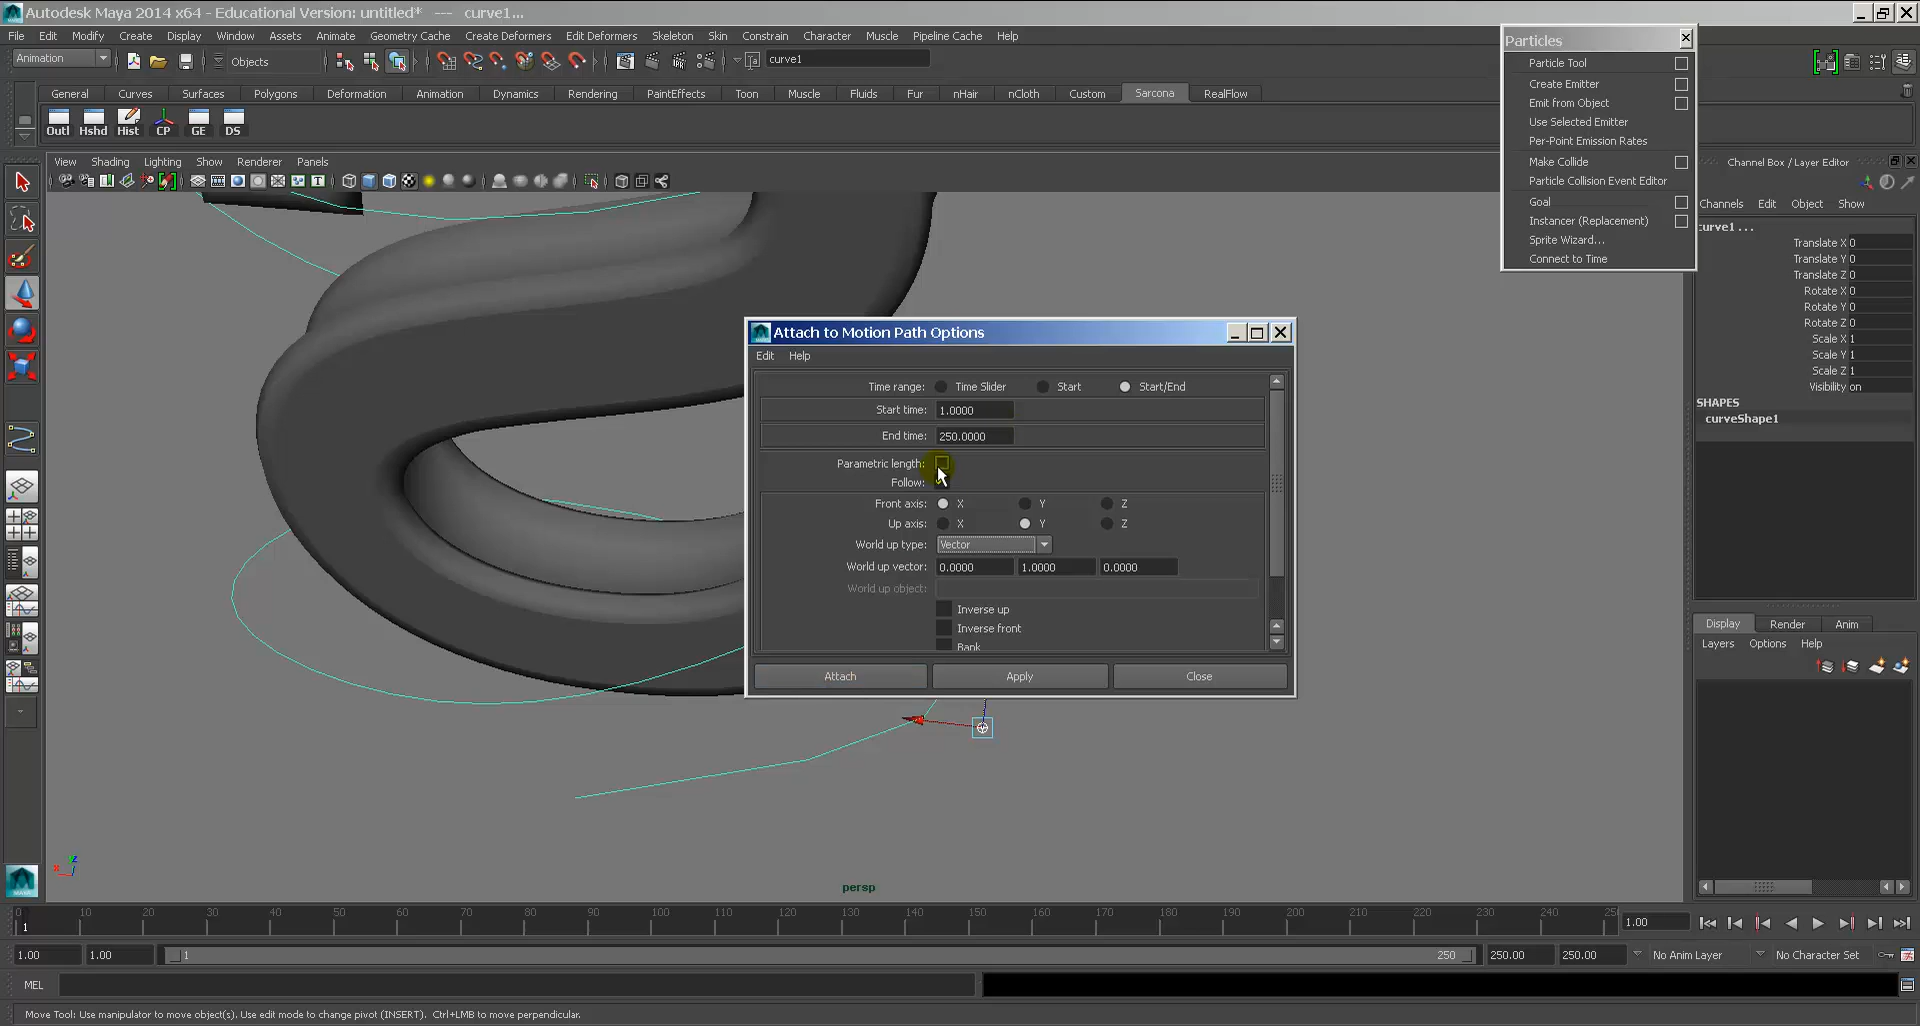 Autodesk Maya 2014 x64 - Educational Version: untitled*   ---   curve1...
File Edit Modify Create Display Window Assets Animate Geometry Cache Create Deformers Edit Deformers Skeleton Skin Constrain Character Muscle Pipeline Cache Help
Animation Objects curve1
General Curves Surfaces Polygons Deformation Animation Dynamics Rendering PaintEffects Toon Muscle Fluids Fur nHair nCloth Custom Sarcona RealFlow
Outl Hshd Hist CP GE DS
View Shading Lighting Show Renderer Panels
Particles
Particle Tool
Create Emitter
Emit from Object
Use Selected Emitter
Per-Point Emission Rates
Make Collide
Particle Collision Event Editor
Goal
Instancer (Replacement)
Sprite Wizard...
Connect to Time
Channel Box / Layer Editor
Channels Edit Object Show
curve1 ...
Translate X 0
Translate Y 0
Translate Z 0
Rotate X 0
Rotate Y 0
Rotate Z 0
Scale X 1
Scale Y 1
Scale Z 1
Visibility on
SHAPES
curveShape1
Attach to Motion Path Options
Edit Help
Time range: Time Slider Start Start/End
Start time: 1.0000
End time: 250.0000
Parametric length:
Follow:
Front axis: X Y Z
Up axis: X Y Z
World up type: Vector
World up vector: 0.0000 1.0000 0.0000
World up object:
Inverse up
Inverse front
Bank
Attach Apply Close
Display Render Anim
Layers Options Help
persp
0 10 20 30 40 50 60 70 80 90 100 110 120 130 140 150 160 170 180 190 200 210 220 230 240 25
1 1.00
1.00 1.00 1 250 250.00 250.00 No Anim Layer No Character Set
MEL
Move Tool: Use manipulator to move object(s). Use edit mode to change pivot (INSERT).  Ctrl+LMB to move perpendicular.